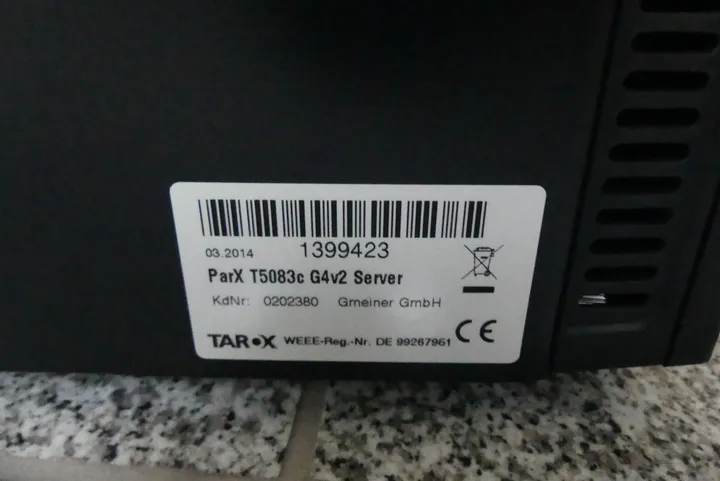 03.2014 1399423
ParX T5083c G4v2 Server
KdNr: 0202380 Gmeiner GmbH
TAROX WEEE-Reg.-Nr. DE 99267961 CE